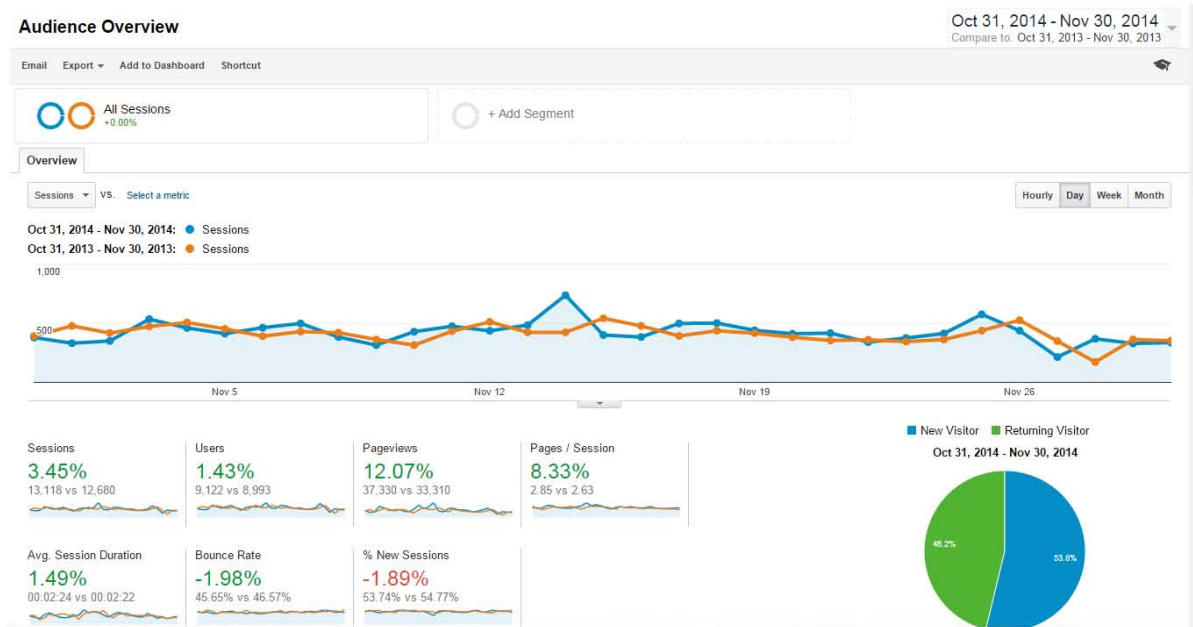 Audience Overview
Oct 31, 2014 - Nov 30, 2014
Compare to: Oct 31, 2013 - Nov 30, 2013
Email Export Add to Dashboard Shortcut
All Sessions
+0.00%
+ Add Segment
Overview
Sessions VS. Select a metric
Hourly Day Week Month
Oct 31, 2014 - Nov 30, 2014: Sessions
Oct 31, 2013 - Nov 30, 2013: Sessions
1,000
500
Nov 5 Nov 12 Nov 19 Nov 26
New Visitor Returning Visitor
Oct 31, 2014 - Nov 30, 2014
Sessions
3.45%
13,118 vs 12,680
Users
1.43%
9,122 vs 8,993
Pageviews
12.07%
37,330 vs 33,310
Pages / Session
8.33%
2.85 vs 2.63
46.2%
53.8%
Avg. Session Duration
1.49%
00:02:24 vs 00:02:22
Bounce Rate
-1.98%
45.65% vs 46.57%
% New Sessions
-1.89%
53.74% vs 54.77%